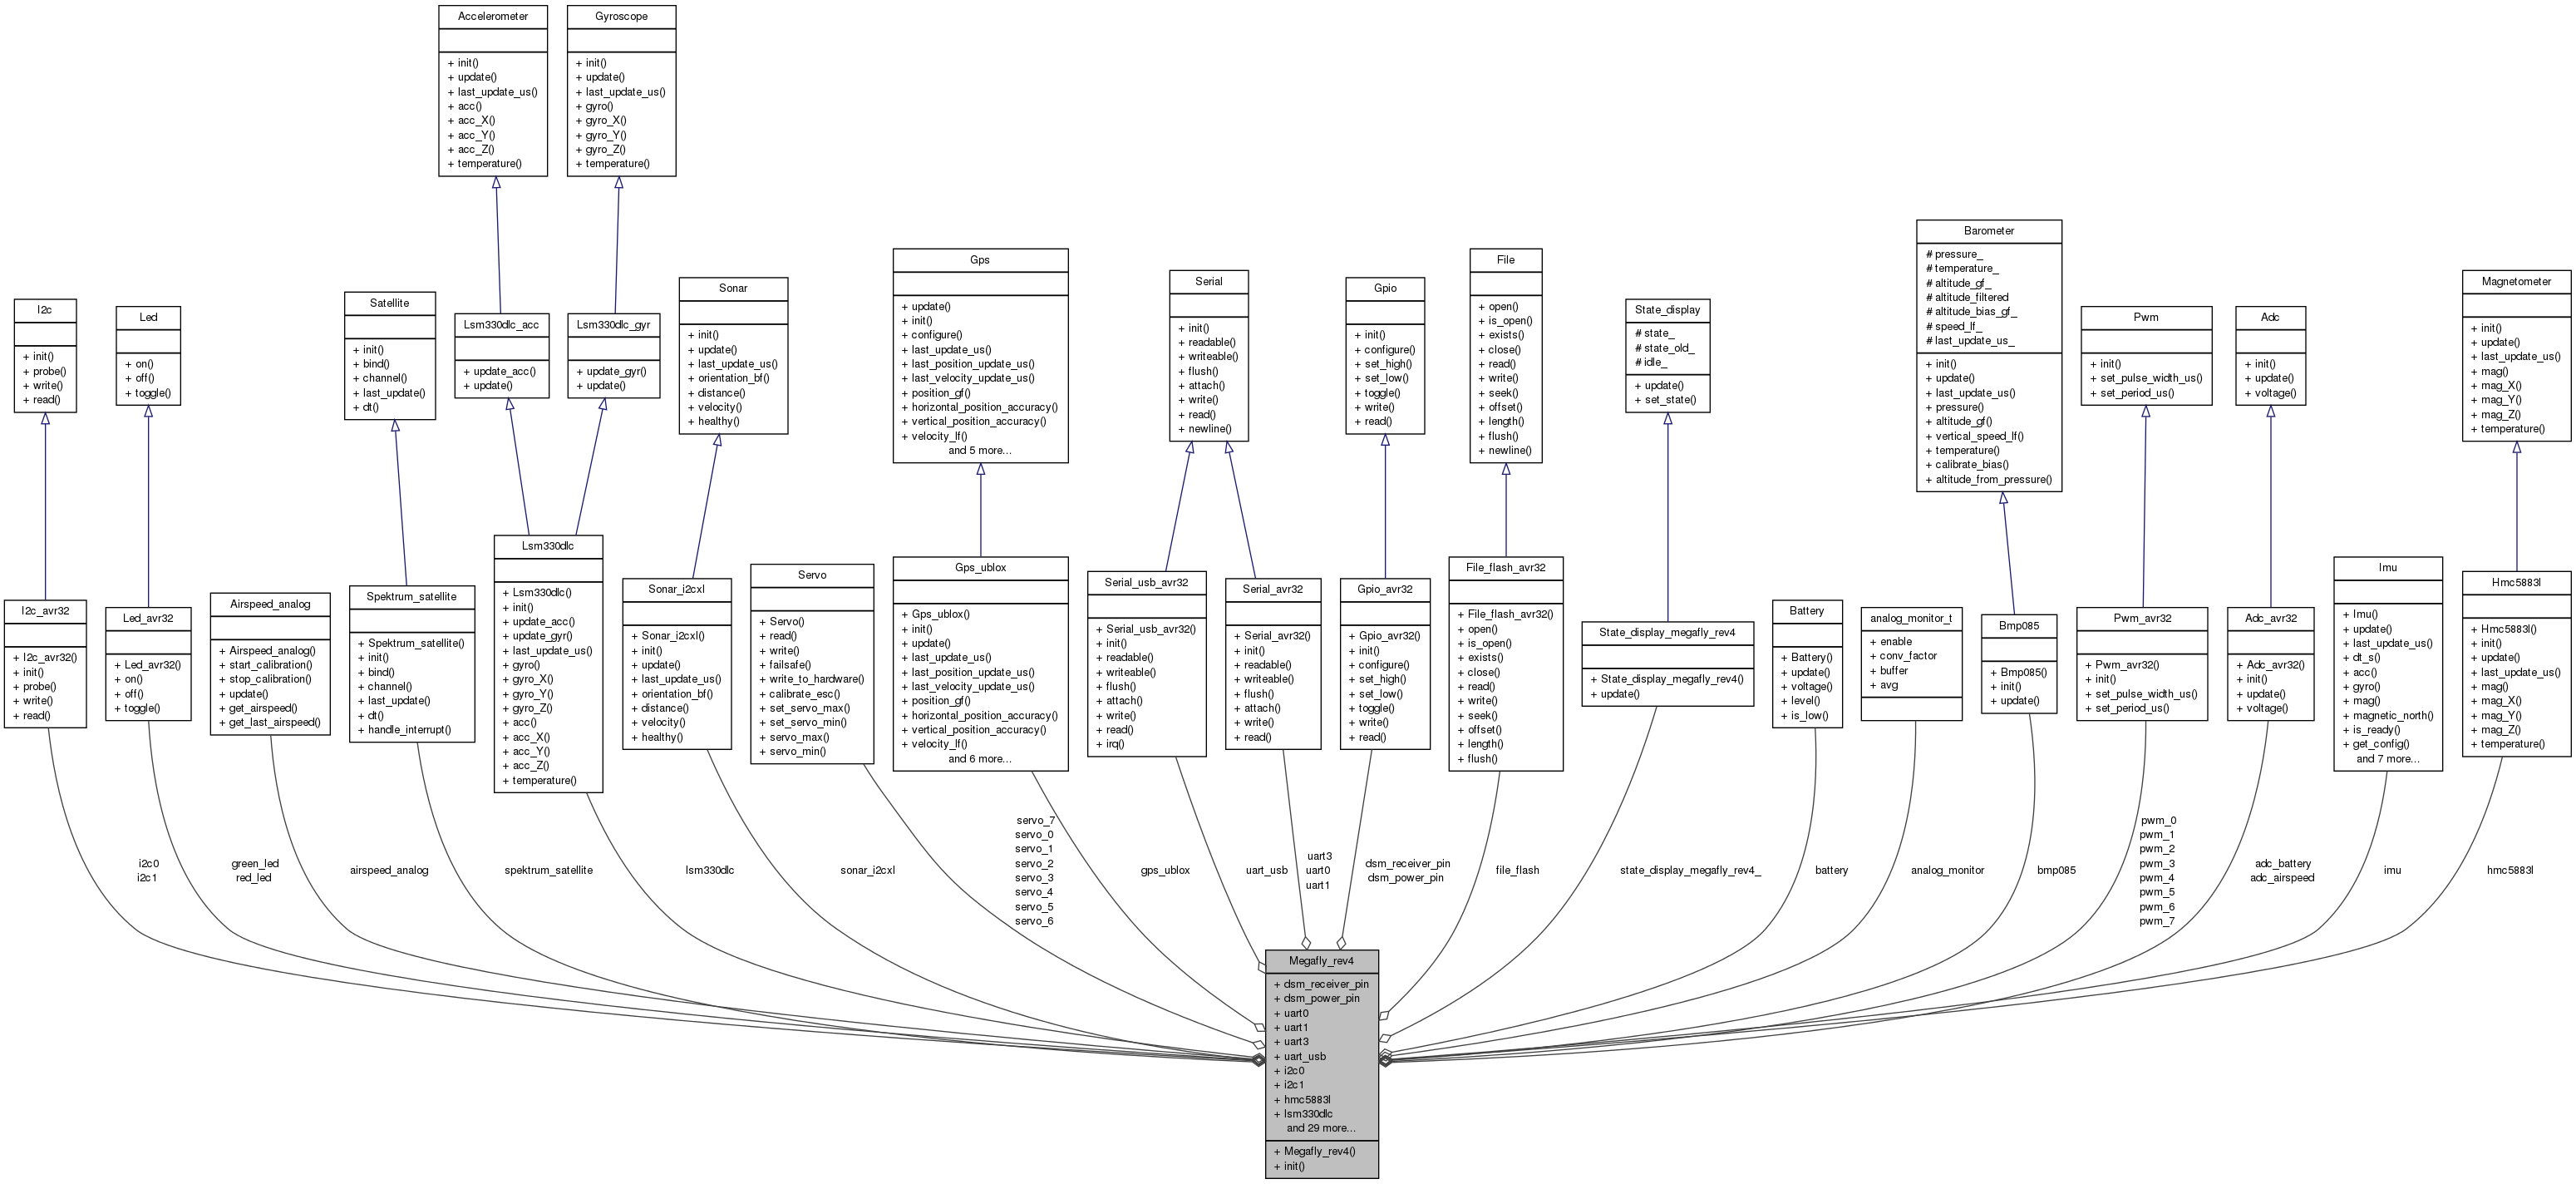 Accelerometer
+ init()
+ update()
+ last_update_us()
+ acc()
+ acc_X()
+ acc_Y()
+ acc_Z()
+ temperature()
Gyroscope
+ init()
+ update()
+ last_update_us()
+ gyro()
+ gyro_X()
+ gyro_Y()
+ gyro_Z()
+ temperature()
I2c
+ init()
+ probe()
+ write()
+ read()
Led
+ on()
+ off()
+ toggle()
Satellite
+ init()
+ bind()
+ channel()
+ last_update()
+ dt()
Lsm330dlc_acc
+ update_acc()
+ update()
Lsm330dlc_gyr
+ update_gyr()
+ update()
Sonar
+ init()
+ update()
+ last_update_us()
+ orientation_bf()
+ distance()
+ velocity()
+ healthy()
Gps
+ update()
+ init()
+ configure()
+ last_update_us()
+ last_position_update_us()
+ last_velocity_update_us()
+ position_gf()
+ horizontal_position_accuracy()
+ vertical_position_accuracy()
+ velocity_lf()
and 5 more...
Serial
+ init()
+ readable()
+ writeable()
+ flush()
+ attach()
+ write()
+ read()
+ newline()
Gpio
+ init()
+ configure()
+ set_high()
+ set_low()
+ toggle()
+ write()
+ read()
File
+ open()
+ is_open()
+ exists()
+ close()
+ read()
+ write()
+ seek()
+ offset()
+ length()
+ flush()
+ newline()
State_display
# state_
# state_old_
# idle_
+ update()
+ set_state()
Barometer
# pressure_
# temperature_
# altitude_gf_
# altitude_filtered
# altitude_bias_gf_
# speed_lf_
# last_update_us_
+ init()
+ update()
+ last_update_us()
+ pressure()
+ altitude_gf()
+ vertical_speed_lf()
+ temperature()
+ calibrate_bias()
+ altitude_from_pressure()
Pwm
+ init()
+ set_pulse_width_us()
+ set_period_us()
Adc
+ init()
+ update()
+ voltage()
Magnetometer
+ init()
+ update()
+ last_update_us()
+ mag()
+ mag_X()
+ mag_Y()
+ mag_Z()
+ temperature()
I2c_avr32
+ I2c_avr32()
+ init()
+ probe()
+ write()
+ read()
Led_avr32
+ Led_avr32()
+ on()
+ off()
+ toggle()
Airspeed_analog
+ Airspeed_analog()
+ start_calibration()
+ stop_calibration()
+ update()
+ get_airspeed()
+ get_last_airspeed()
Spektrum_satellite
+ Spektrum_satellite()
+ init()
+ bind()
+ channel()
+ last_update()
+ dt()
+ handle_interrupt()
Lsm330dlc
+ Lsm330dlc()
+ init()
+ update_acc()
+ update_gyr()
+ last_update_us()
+ gyro()
+ gyro_X()
+ gyro_Y()
+ gyro_Z()
+ acc()
+ acc_X()
+ acc_Y()
+ acc_Z()
+ temperature()
Sonar_i2cxl
+ Sonar_i2cxl()
+ init()
+ update()
+ last_update_us()
+ orientation_bf()
+ distance()
+ velocity()
+ healthy()
Servo
+ Servo()
+ read()
+ write()
+ failsafe()
+ write_to_hardware()
+ calibrate_esc()
+ set_servo_max()
+ set_servo_min()
+ servo_max()
+ servo_min()
Gps_ublox
+ Gps_ublox()
+ init()
+ update()
+ last_update_us()
+ last_position_update_us()
+ last_velocity_update_us()
+ position_gf()
+ horizontal_position_accuracy()
+ vertical_position_accuracy()
+ velocity_lf()
and 6 more...
Serial_usb_avr32
+ Serial_usb_avr32()
+ init()
+ readable()
+ writeable()
+ flush()
+ attach()
+ write()
+ read()
+ irq()
Serial_avr32
+ Serial_avr32()
+ init()
+ readable()
+ writeable()
+ flush()
+ attach()
+ write()
+ read()
Gpio_avr32
+ Gpio_avr32()
+ init()
+ configure()
+ set_high()
+ set_low()
+ toggle()
+ write()
+ read()
File_flash_avr32
+ File_flash_avr32()
+ open()
+ is_open()
+ exists()
+ close()
+ read()
+ write()
+ seek()
+ offset()
+ length()
+ flush()
State_display_megafly_rev4
+ State_display_megafly_rev4()
+ update()
Battery
+ Battery()
+ update()
+ voltage()
+ level()
+ is_low()
analog_monitor_t
+ enable
+ conv_factor
+ buffer
+ avg
Bmp085
+ Bmp085()
+ init()
+ update()
Pwm_avr32
+ Pwm_avr32()
+ init()
+ set_pulse_width_us()
+ set_period_us()
Adc_avr32
+ Adc_avr32()
+ init()
+ update()
+ voltage()
Imu
+ Imu()
+ update()
+ last_update_us()
+ dt_s()
+ acc()
+ gyro()
+ mag()
+ magnetic_north()
+ is_ready()
+ get_config()
and 7 more...
Hmc5883l
+ Hmc5883l()
+ init()
+ update()
+ last_update_us()
+ mag()
+ mag_X()
+ mag_Y()
+ mag_Z()
+ temperature()
i2c0
i2c1
green_led
red_led
airspeed_analog
spektrum_satellite
lsm330dlc
sonar_i2cxl
servo_7
servo_0
servo_1
servo_2
servo_3
servo_4
servo_5
servo_6
gps_ublox
uart_usb
uart3
uart0
uart1
dsm_receiver_pin
dsm_power_pin
file_flash
state_display_megafly_rev4_
battery
analog_monitor
bmp085
pwm_0
pwm_1
pwm_2
pwm_3
pwm_4
pwm_5
pwm_6
pwm_7
adc_battery
adc_airspeed
imu
hmc5883l
Megafly_rev4
+ dsm_receiver_pin
+ dsm_power_pin
+ uart0
+ uart1
+ uart3
+ uart_usb
+ i2c0
+ i2c1
+ hmc5883l
+ lsm330dlc
and 29 more...
+ Megafly_rev4()
+ init()